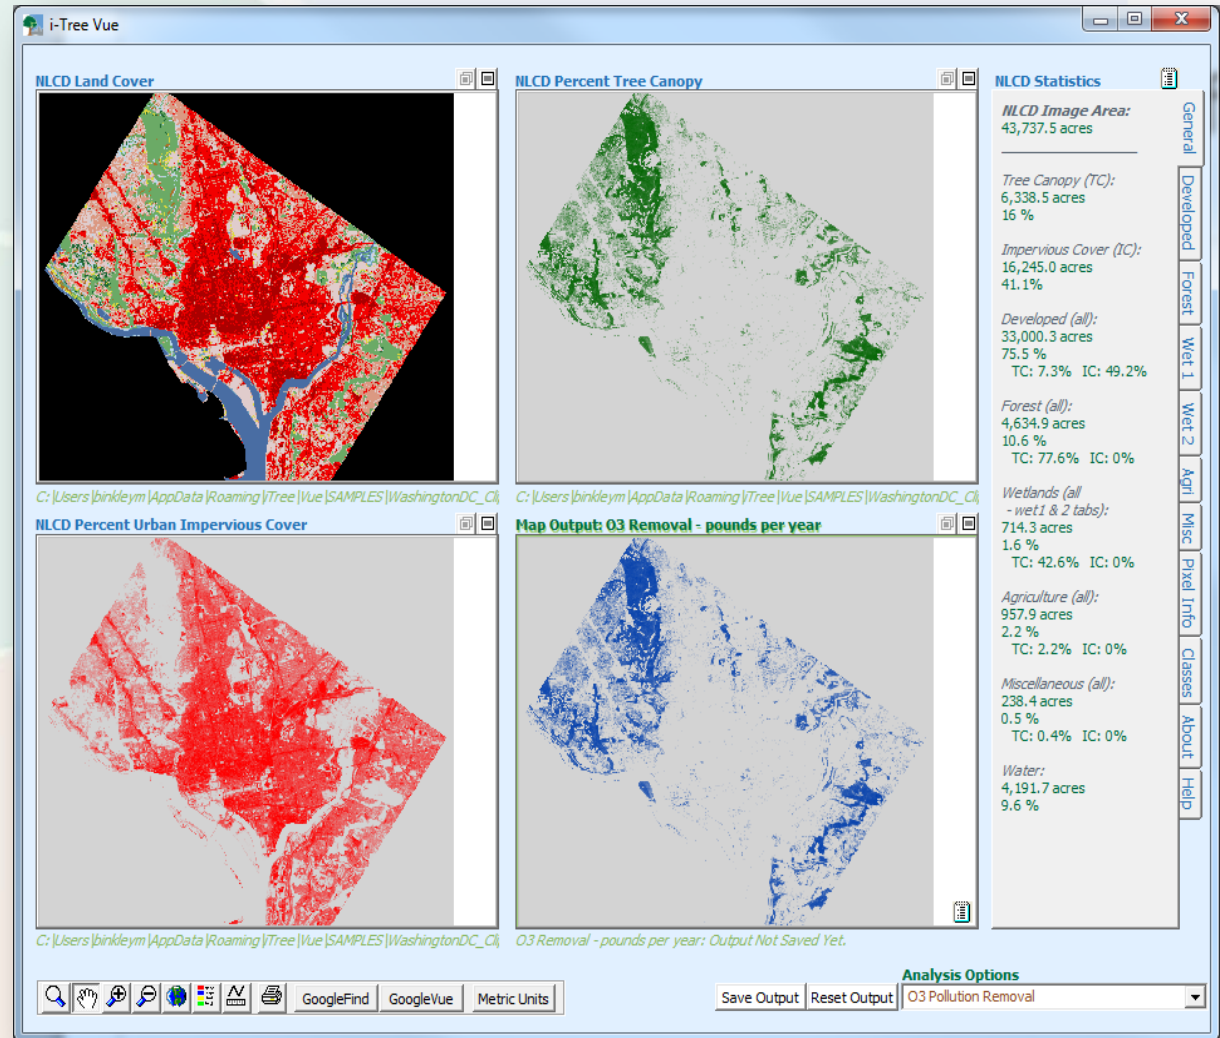 i-Tree Vue
NLCD Land Cover
NLCD Percent Tree Canopy
C:\Users\binkleym\AppData\Roaming\iTree\Vue\SAMPLES\WashingtonDC_Cli
C:\Users\binkleym\AppData\Roaming\iTree\Vue\SAMPLES\WashingtonDC_Cli
NLCD Percent Urban Impervious Cover
Map Output: O3 Removal - pounds per year
C:\Users\binkleym\AppData\Roaming\iTree\Vue\SAMPLES\WashingtonDC_Cli
O3 Removal - pounds per year: Output Not Saved Yet.
NLCD Statistics
NLCD Image Area:
43,737.5 acres
Tree Canopy (TC):
6,338.5 acres
16 %
Impervious Cover (IC):
16,245.0 acres
41.1%
Developed (all):
33,000.3 acres
75.5 %
TC: 7.3% IC: 49.2%
Forest (all):
4,634.9 acres
10.6 %
TC: 77.6% IC: 0%
Wetlands (all
- wet1 & 2 tabs):
714.3 acres
1.6 %
TC: 42.6% IC: 0%
Agriculture (all):
957.9 acres
2.2 %
TC: 2.2% IC: 0%
Miscellaneous (all):
238.4 acres
0.5 %
TC: 0.4% IC: 0%
Water:
4,191.7 acres
9.6 %
General
Developed
Forest
Wet 1
Wet 2
Agri
Misc
Pixel Info
Classes
About
Help
GoogleFind
GoogleVue
Metric Units
Save Output
Reset Output
Analysis Options
O3 Pollution Removal